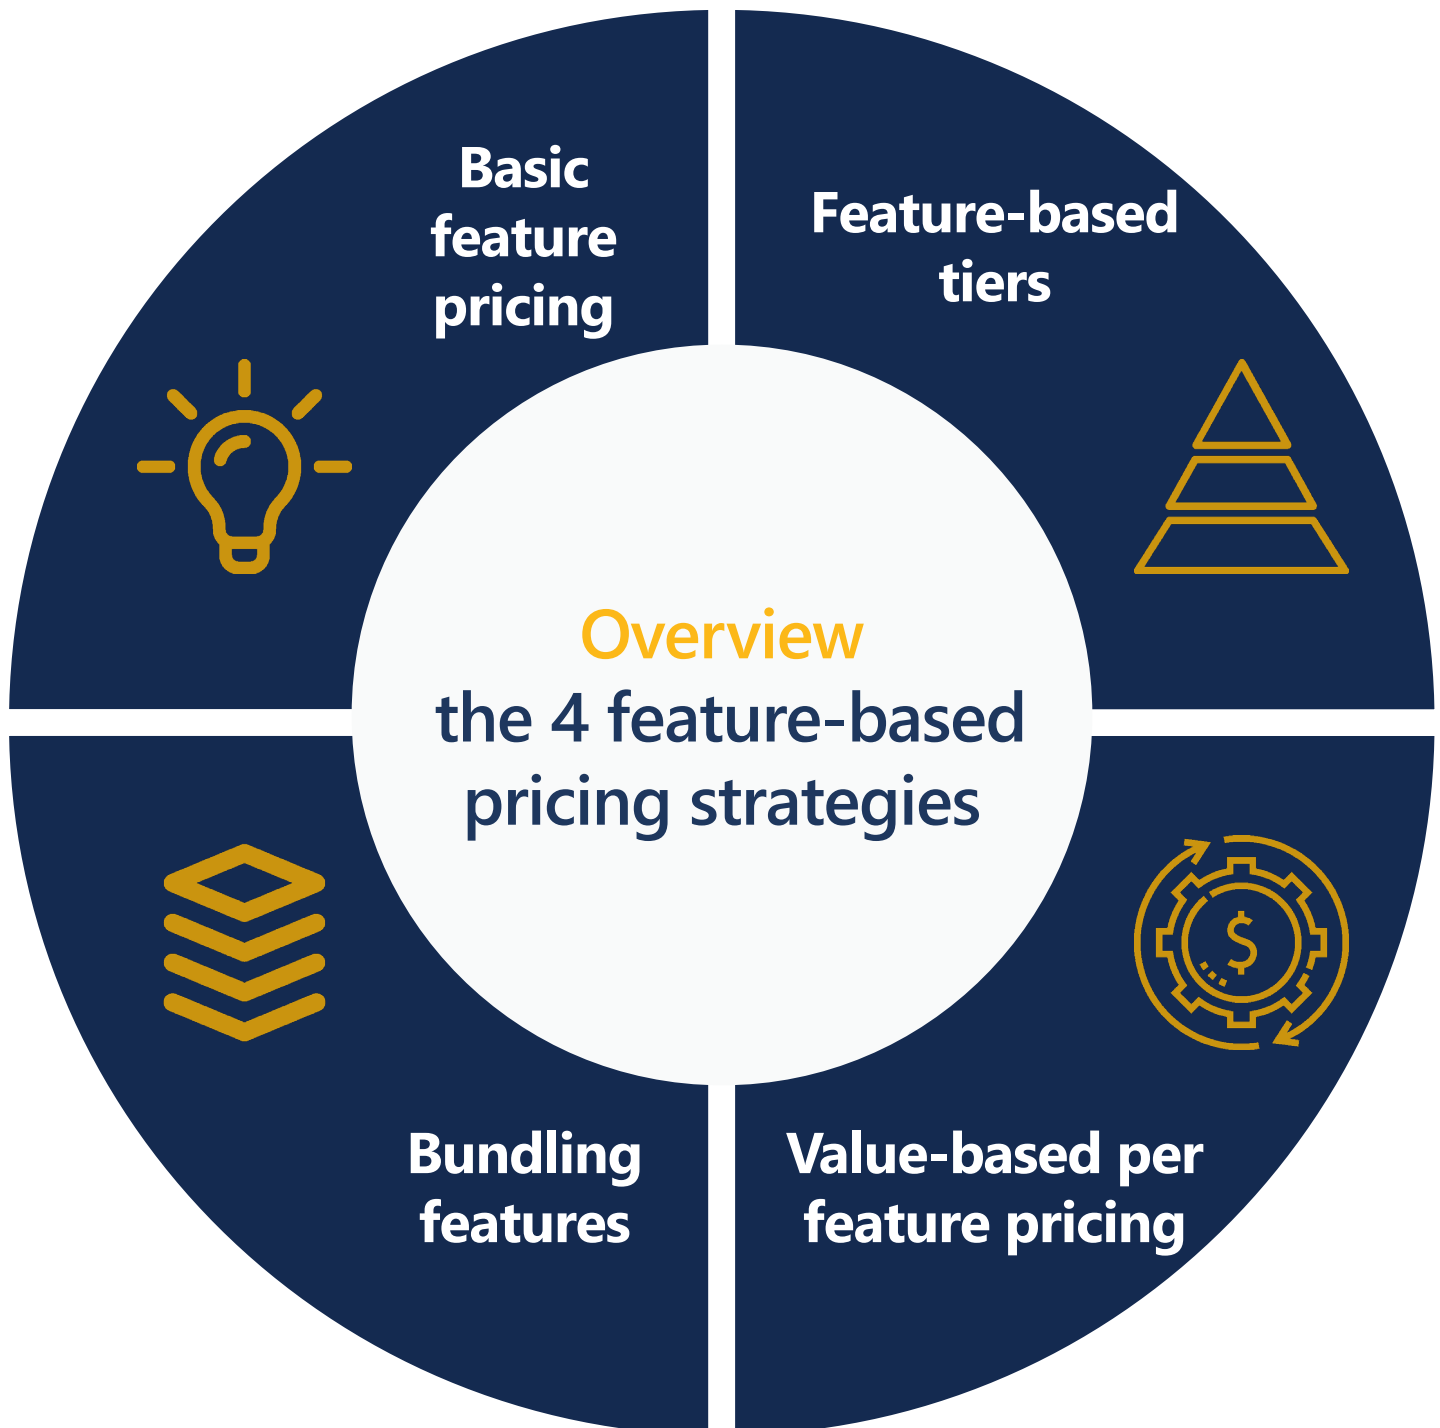 Basic
feature
pricing
Feature-based
tiers
Overview
the 4 feature-based
pricing strategies
$
Bundling
features
Value-based per
feature pricing